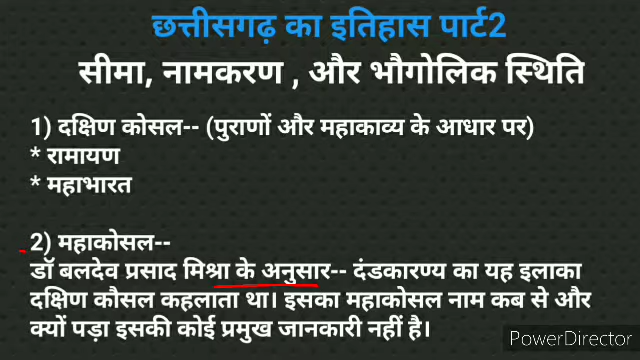 छत्तीसगढ़ का इतिहास पार्ट2
सीमा, नामकरण , और भौगोलिक स्थिति
1) दक्षिण कोसल-- (पुराणों और महाकाव्य के आधार पर)
* रामायण
* महाभारत
2) महाकोसल--
डॉ बलदेव प्रसाद मिश्रा के अनुसार-- दंडकारण्य का यह इलाका
दक्षिण कौसल कहलाता था। इसका महाकोसल नाम कब से और
क्यों पड़ा इसकी कोई प्रमुख जानकारी नहीं है।
PowerDirector